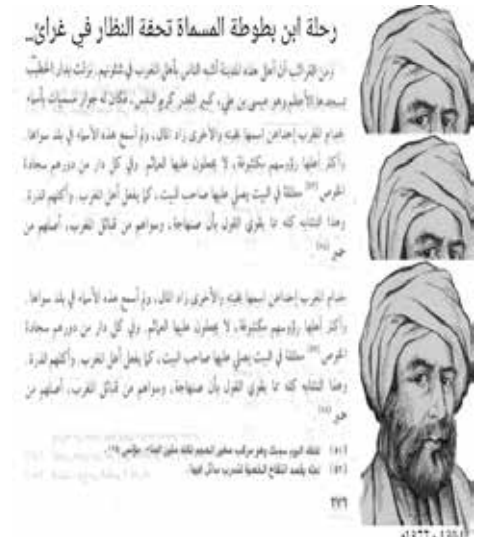 رحلة ابن بطوطة المسماة تحفة النظار في غرائ...
ومن الغرائب أن أهل هذه المدينة أشبه الناس بأهل المغرب في شئونهم. نزلت بدار الخطيب
بمسجدها الأعظم وهو عيسى بن علي، كبير القدر كريم النفس، فكان له جوار مسميات بأسماء
خدام المغرب إحداهن اسمها بخيتة والأخرى زاد المال، ولم أسمع هذه الأسماء في بلد سواها.
وأكثر أهلها رؤوسهم مكشوفة، لا يجعلون عليها العمائم. وفي كل دار من دورهم سجادة
الخوص معلقة في البيت يصلي عليها صاحب البيت، كما يفعل أهل المغرب. وأكلهم الذرة.
وهذا التشابه كله مما يقوي القول بأن صنهاجة، وسواهم من قبائل المغرب، أصلهم من
حمير
خدام المغرب إحداهن اسمها بخيتة والأخرى زاد المال، ولم أسمع هذه الأسماء في بلد سواها.
وأكثر أهلها رؤوسهم مكشوفة، لا يجعلون عليها العمائم. وفي كل دار من دورهم سجادة
الخوص معلقة في البيت يصلي عليها صاحب البيت، كما يفعل أهل المغرب. وأكلهم الذرة.
وهذا التشابه كله مما يقوي القول بأن صنهاجة، وسواهم من قبائل المغرب، أصلهم من
حمير
٢٧٦